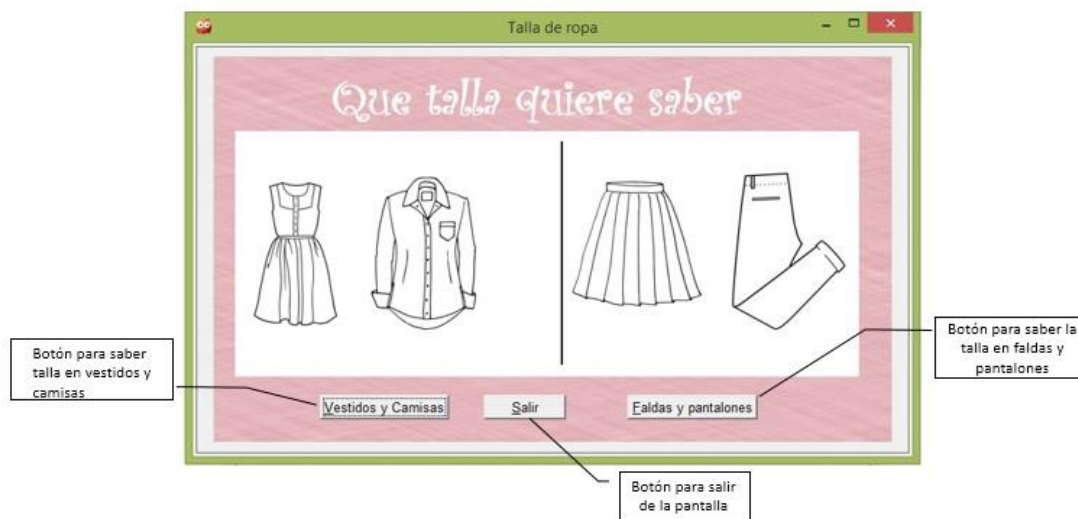 Talla de ropa
Que talla quiere saber
Botón para saber la
talla en faldas y
pantalones
Botón para saber
talla en vestidos y
camisas
Vestidos y Camisas
Salir
Faldas y pantalones
Botón para salir
de la pantalla